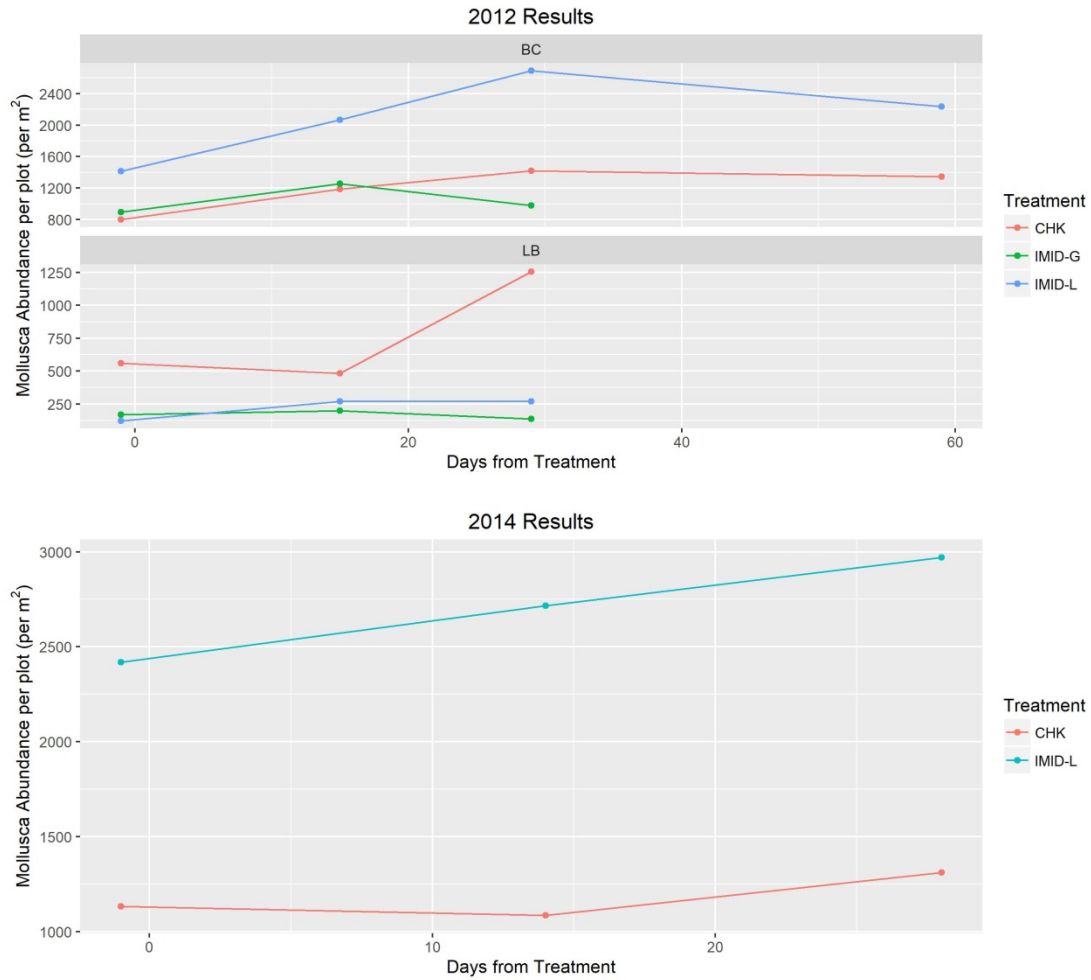 2012 Results
BC
2400
2000
1600
1200
800
LB
1250
1000
750
500
250
0
20
40
60
Days from Treatment
Mollusca Abundance per plot (per m²)
Treatment
CHK
IMID-G
IMID-L
2014 Results
3000
2500
2000
1500
1000
0
10
20
Days from Treatment
Mollusca Abundance per plot (per m²)
Treatment
CHK
IMID-L